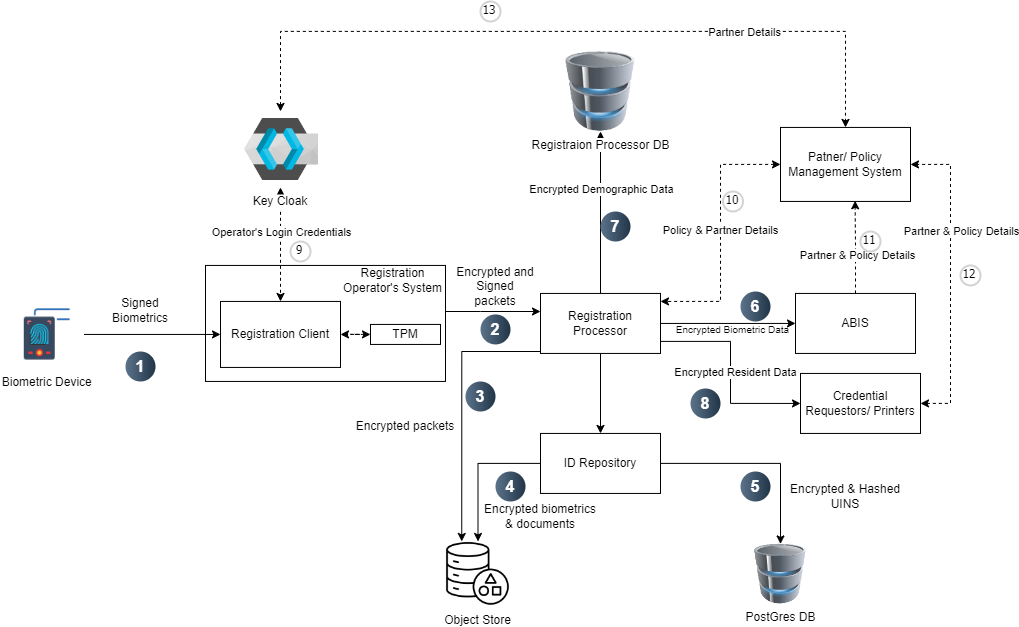 13
Partner Details
Registraion Processor DB
Patner/ Policy
Management System
Key Cloak
Encrypted Demographic Data
10
7
Operator's Login Credentials
9
Policy & Partner Details
11
Partner & Policy Details
Partner & Policy Details
12
Registration
Operator's System
Encrypted and
Signed
packets
Signed
Biometrics
Registration Client
TPM
2
Registration
Processor
6
Encrypted Biometric Data
ABIS
1
Biometric Device
Encrypted Resident Data
3
8
Credential
Requestors/ Printers
Encrypted packets
ID Repository
4
5
Encrypted biometrics
& documents
Encrypted & Hashed
UINS
Object Store
PostGres DB